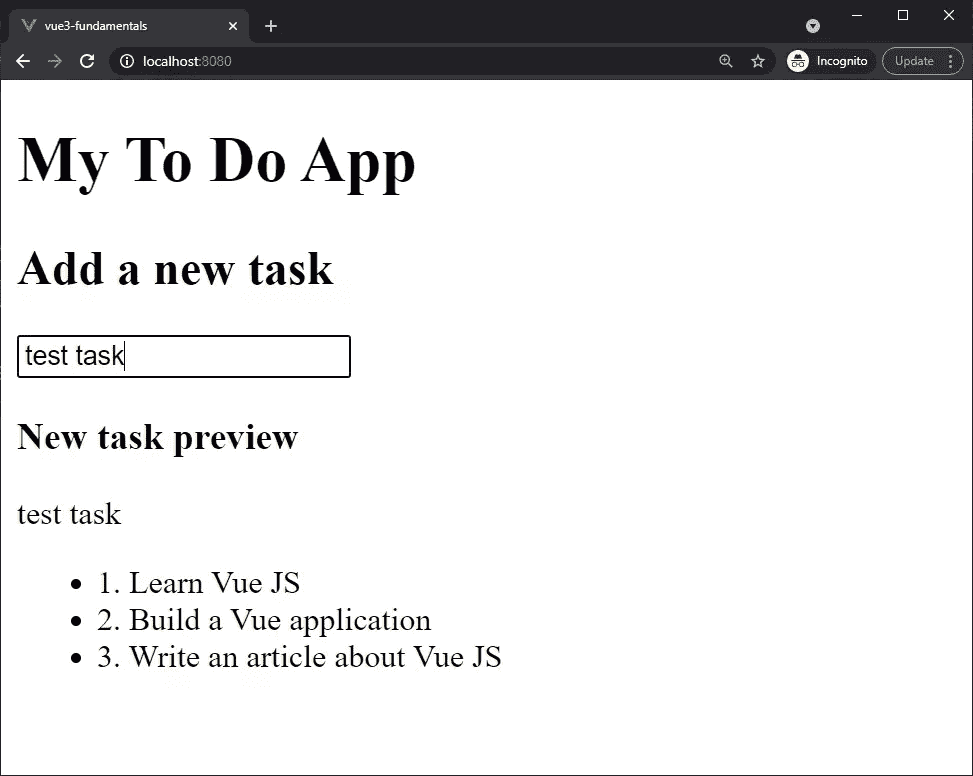 vue3-fundamentals
localhost:8080
Incognito
Update
My To Do App
Add a new task
test task
New task preview
test task
1. Learn Vue JS
2. Build a Vue application
3. Write an article about Vue JS